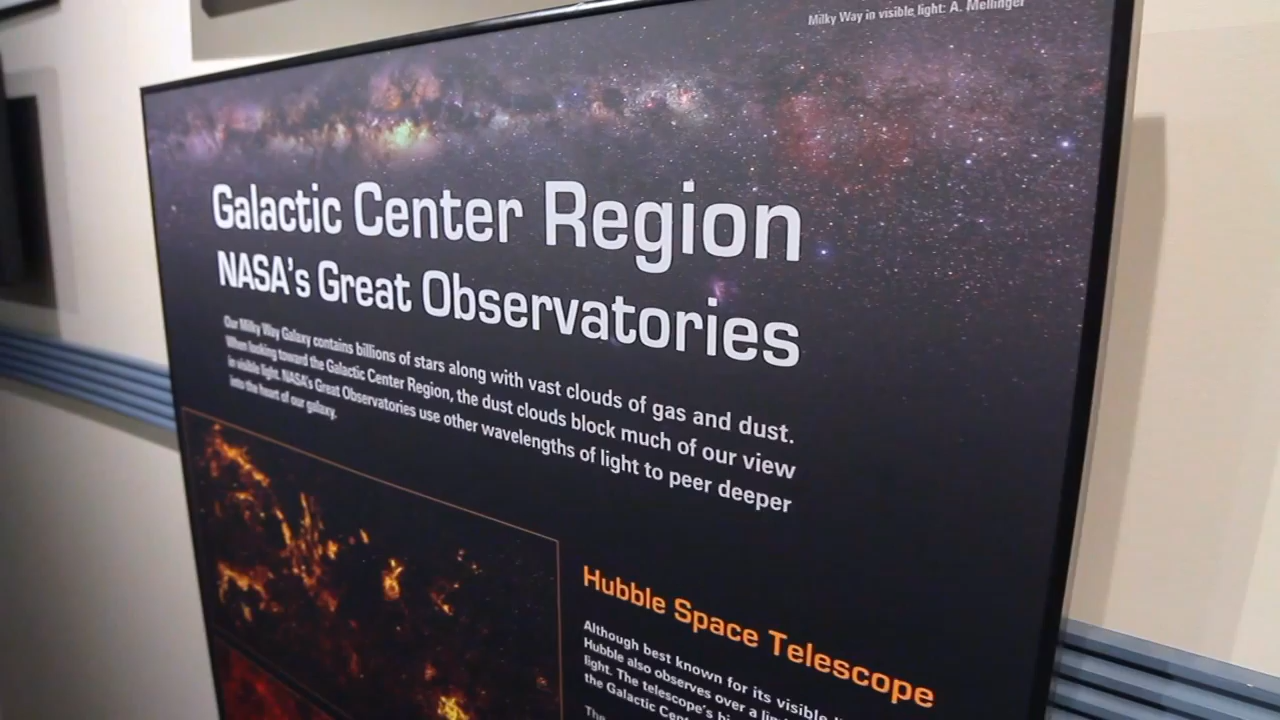 Milky Way in visible light: A. Mellinger
Galactic Center Region
NASA's Great Observatories
Our Milky Way Galaxy contains billions of stars along with vast clouds of gas and dust.
When looking toward the Galactic Center Region, the dust clouds block much of our view
in visible light. NASA's Great Observatories use other wavelengths of light to peer deeper
into the heart of our galaxy.
Hubble Space Telescope
Although best known for its visible
Hubble also observes over a
light. The telescope's
the Galactic
The